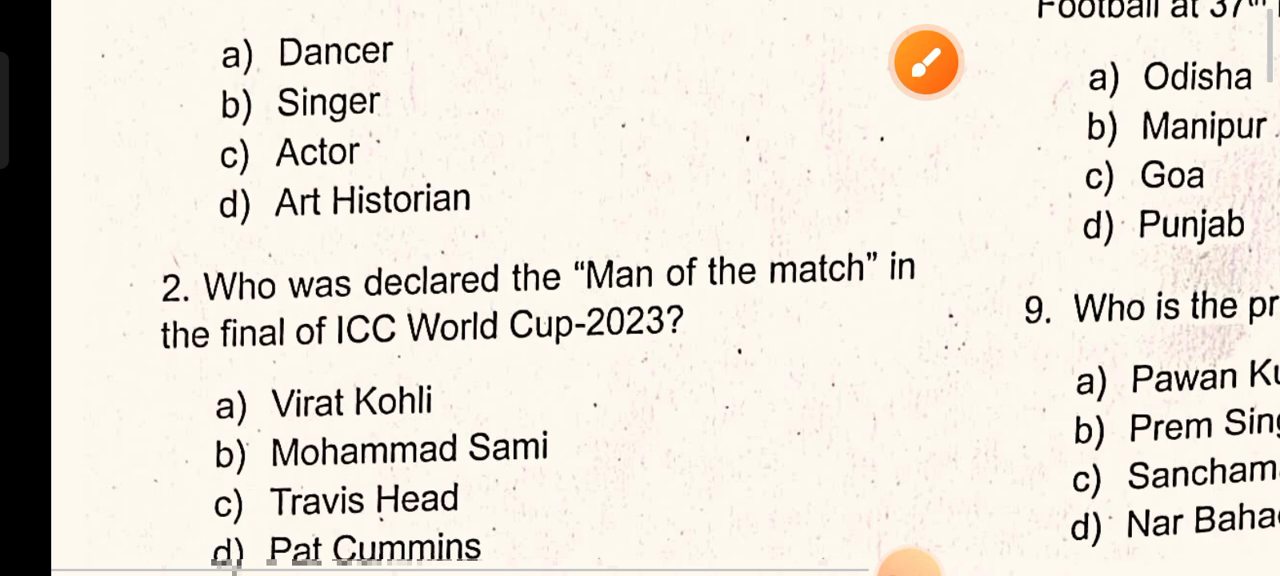 a) Dancer
b) Singer
c) Actor
d) Art Historian
2. Who was declared the “Man of the match” in
the final of ICC World Cup-2023?
a) Virat Kohli
b) Mohammad Sami
c) Travis Head
d) Pat Cummins
Football at 37th
a) Odisha
b) Manipur
c) Goa
d) Punjab
9. Who is the
a) Pawan
b) Prem
c)
d) Nar